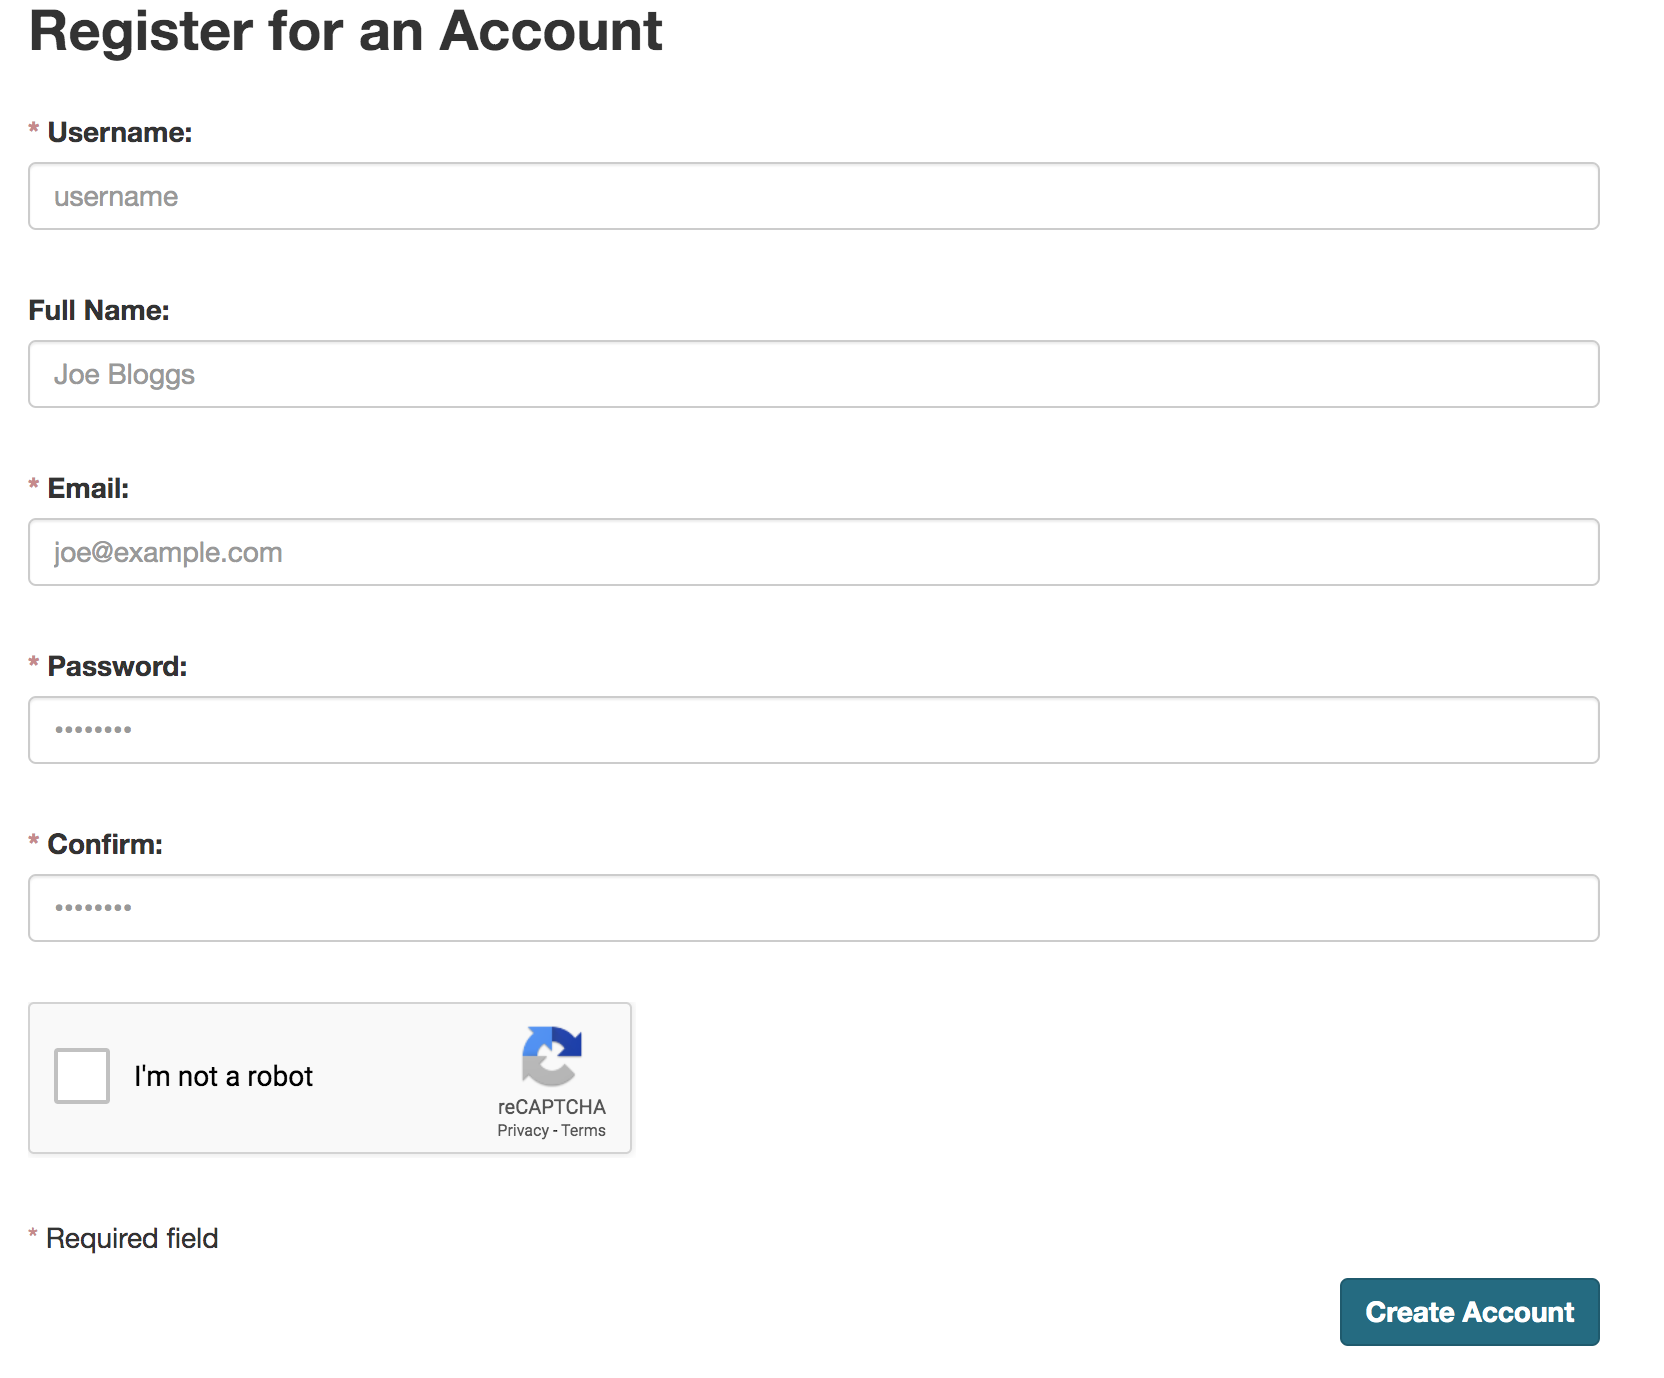 Register for an Account
* Username:
username
Full Name:
Joe Bloggs
* Email:
joe@example.com
* Password:
••••••••
* Confirm:
••••••••
I'm not a robot
reCAPTCHA
Privacy - Terms
* Required field
Create Account